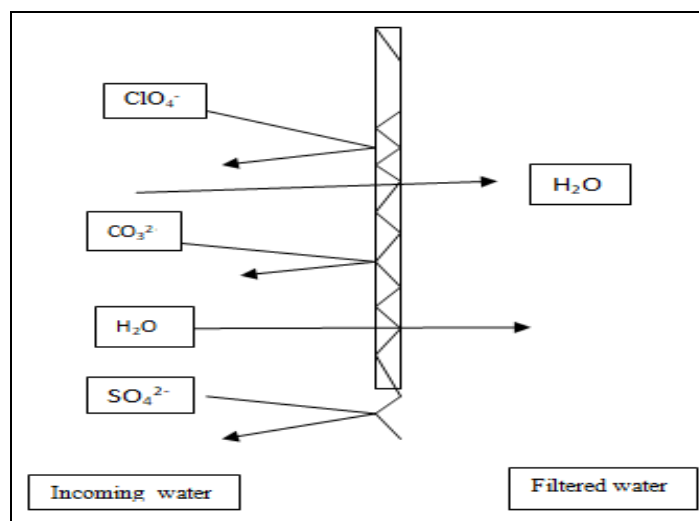 ClO₄⁻
H₂O
CO₃²⁻
H₂O
SO₄²⁻
Incoming water
Filtered water